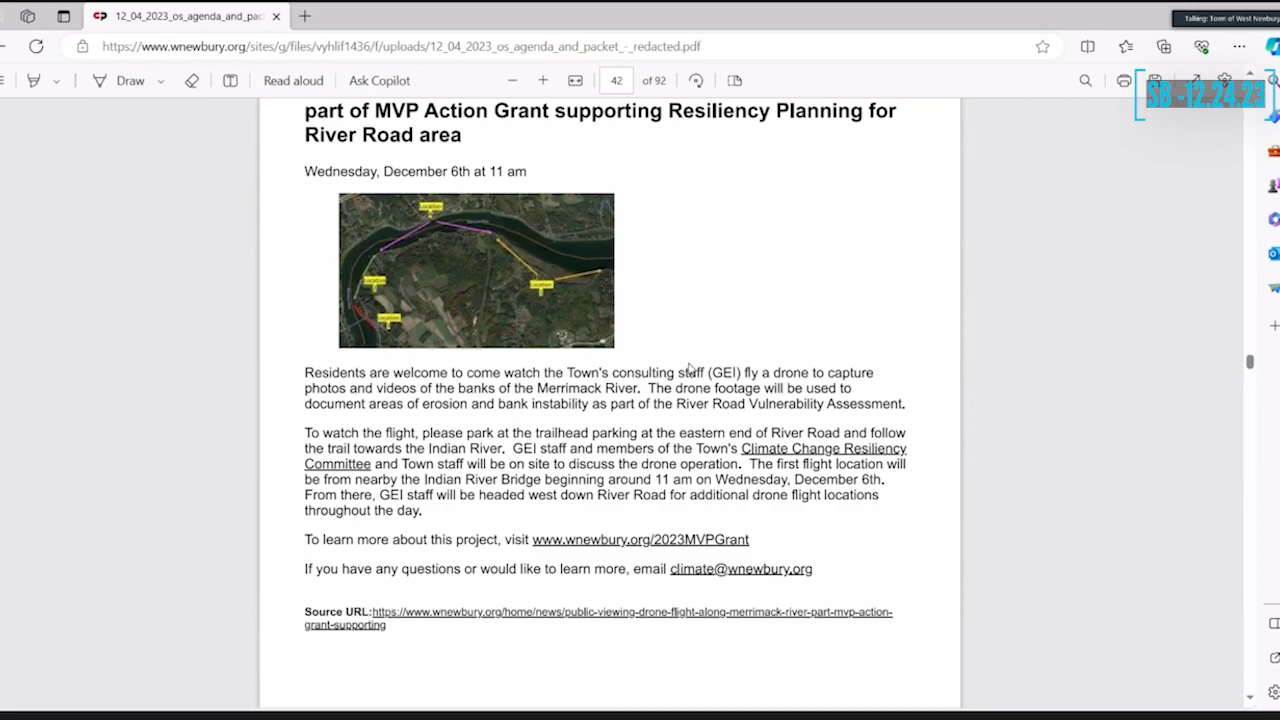 12_04_2023_os_agenda_and_pac
Talking: Town of West Newbury
https://www.wnewbury.org/sites/g/files/vyhlif1436/f/uploads/12_04_2023_os_agenda_and_packet_-_redacted.pdf
Draw
Read aloud
Ask Copilot
42 of 92
SB -12.24.23
part of MVP Action Grant supporting Resiliency Planning for
River Road area
Wednesday, December 6th at 11 am
Location
Location
Location
Location
Residents are welcome to come watch the Town's consulting staff (GEI) fly a drone to capture
photos and videos of the banks of the Merrimack River. The drone footage will be used to
document areas of erosion and bank instability as part of the River Road Vulnerability Assessment.
To watch the flight, please park at the trailhead parking at the eastern end of River Road and follow
the trail towards the Indian River. GEI staff and members of the Town's Climate Change Resiliency
Committee and Town staff will be on site to discuss the drone operation. The first flight location will
be from nearby the Indian River Bridge beginning around 11 am on Wednesday, December 6th.
From there, GEI staff will be headed west down River Road for additional drone flight locations
throughout the day.
To learn more about this project, visit www.wnewbury.org/2023MVPGrant
If you have any questions or would like to learn more, email climate@wnewbury.org
Source URL:https://www.wnewbury.org/home/news/public-viewing-drone-flight-along-merrimack-river-part-mvp-action-
grant-supporting